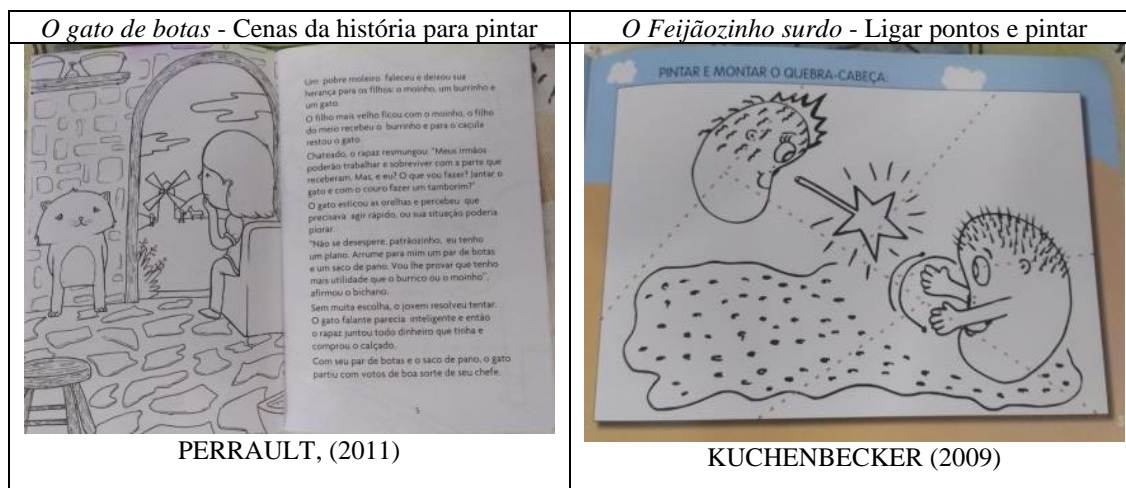 O gato de botas - Cenas da história para pintar
Um pobre moleiro faleceu e deixou sua
herança para os filhos: o moinho, um burrinho e
um gato.
O filho mais velho ficou com o moinho, o filho
do meio recebeu o burrinho e para o caçula
restou o gato.
Chateado, o rapaz resmungou: "Meus irmãos
poderão trabalhar e sobreviver com a parte que
receberam. Mas, e eu? O que vou fazer? Jantar o
gato e com o couro fazer um tamborim?"
O gato esticou as orelhas e percebeu que
precisava agir rápido, ou sua situação poderia
piorar.
"Não se desespere, patrãozinho, eu tenho
um plano. Arrume para mim um par de botas
e um saco de pano. Vou lhe provar que tenho
mais utilidade que o burrico ou o moinho",
afirmou o bichano.
Sem muita escolha, o jovem resolveu tentar.
O gato falante parecia inteligente e então
o rapaz juntou todo dinheiro que tinha e
comprou o calçado.
Com seu par de botas e o saco de pano, o gato
partiu com votos de boa sorte de seu chefe.
5
PERRAULT, (2011)
O Feijãozinho surdo - Ligar pontos e pintar
PINTAR E MONTAR O QUEBRA-CABEÇA:
KUCHENBECKER (2009)